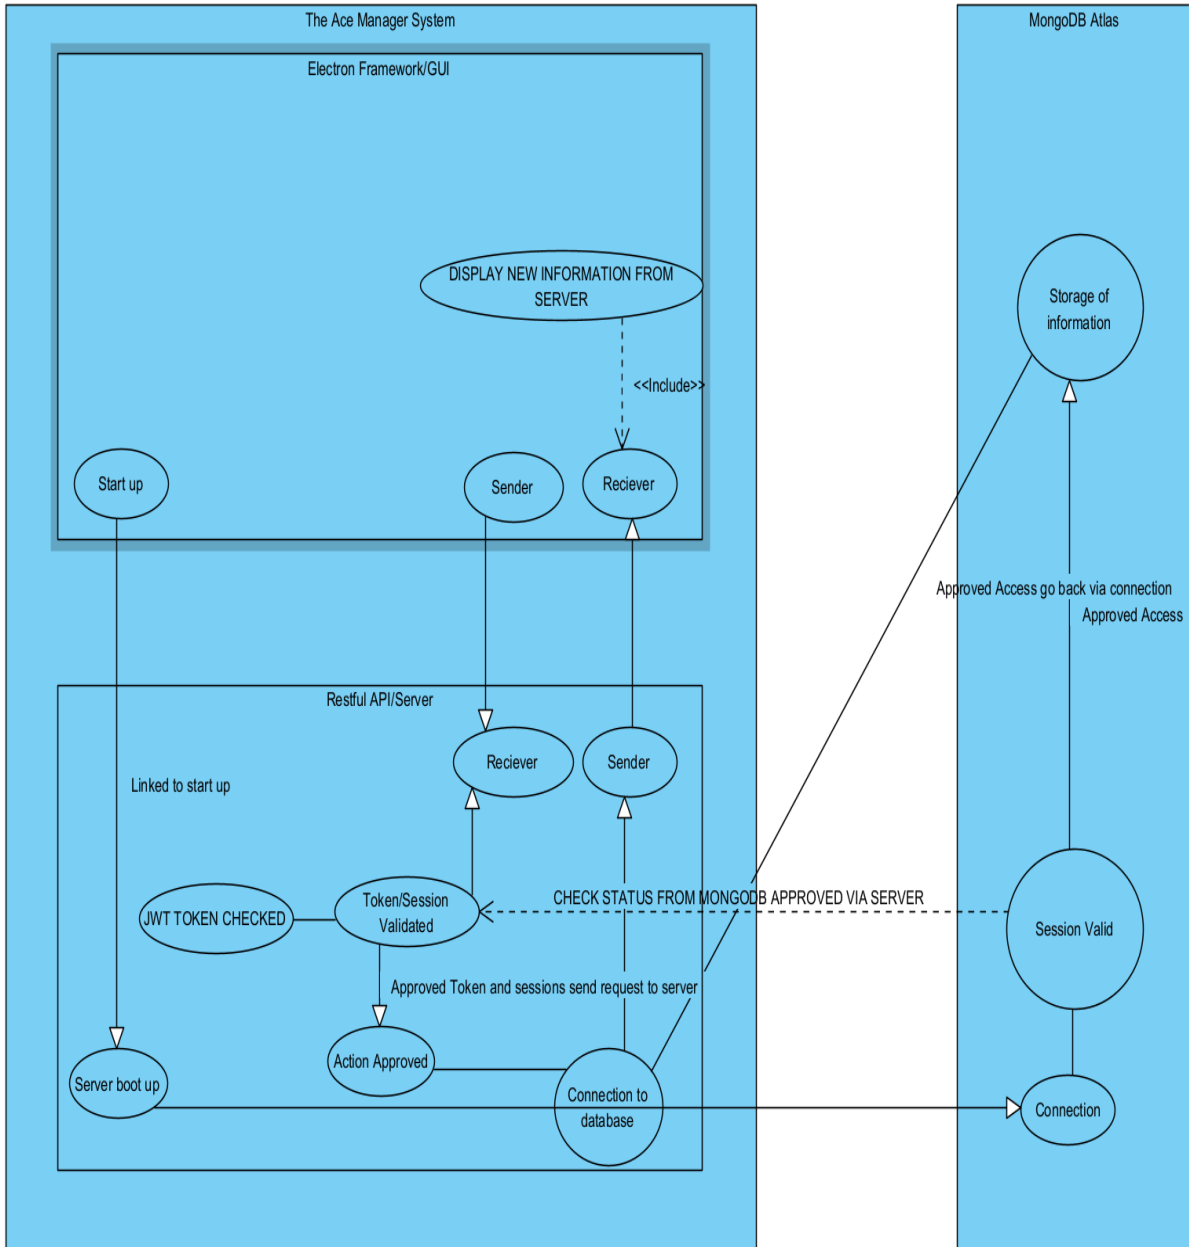 The Ace Manager System
MongoDB Atlas
Electron Framework/GUI
DISPLAY NEW INFORMATION FROM
SERVER
Storage of
information
<<Include>>
Start up
Sender
Reciever
Approved Access go back via connection
Approved Access
Restful API/Server
Reciever
Sender
Linked to start up
Token/Session
Validated
JWT TOKEN CHECKED
CHECK STATUS FROM MONGODB APPROVED VIA SERVER
Session Valid
Approved Token and sessions send request to server
Action Approved
Server boot up
Connection to
database
Connection